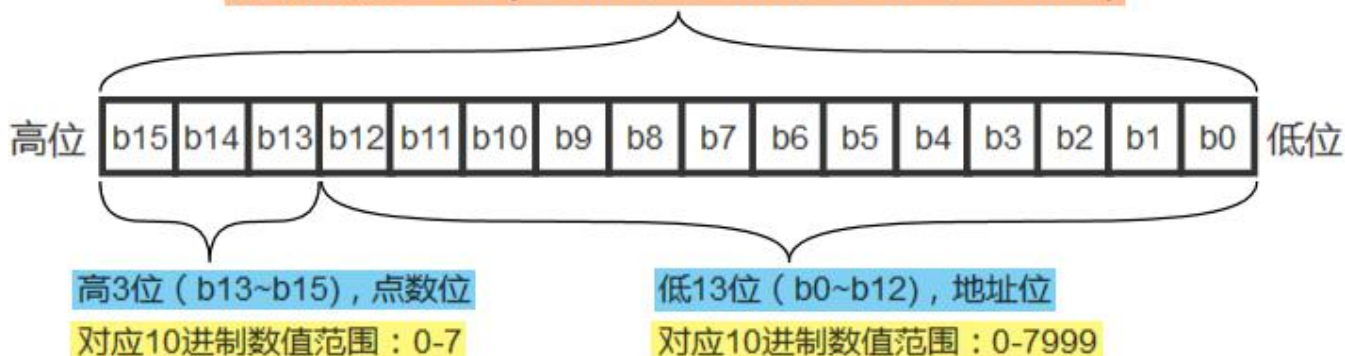 高位 b15 b14 b13 b12 b11 b10 b9 b8 b7 b6 b5 b4 b3 b2 b1 b0 低位
高3位（b13~b15)，点数位 低13位（b0~b12)，地址位
对应10进制数值范围：0-7 对应10进制数值范围：0-7999